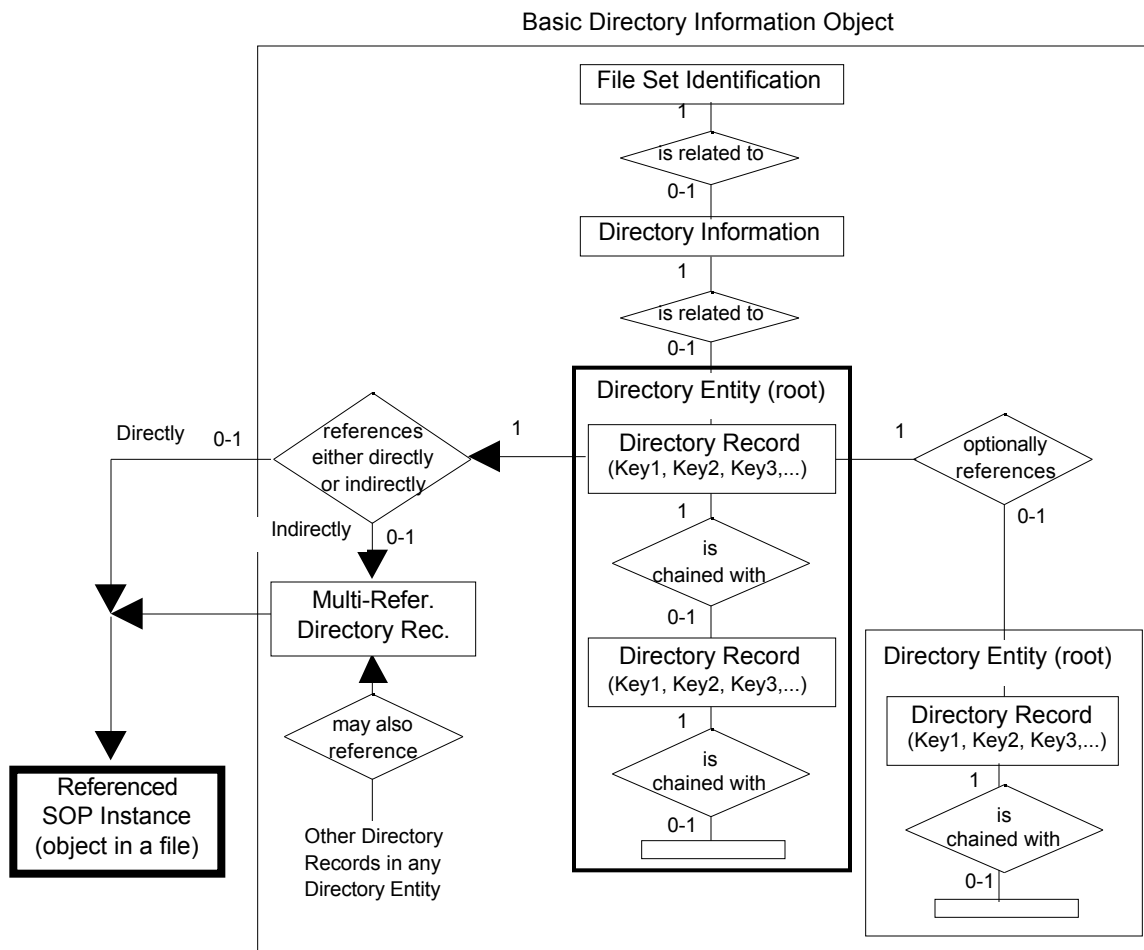 Basic Directory Information Object
File Set Identification
1
is related to
0-1
Directory Information
1
is related to
0-1
Directory Entity (root)
Directory Record
(Key1, Key2, Key3,...)
1
is
chained with
0-1
Directory Record
(Key1, Key2, Key3,...)
1
is
chained with
0-1
1
references
either directly
or indirectly
Directly
0-1
Indirectly
0-1
Multi-Refer.
Directory Rec.
may also
reference
Other Directory
Records in any
Directory Entity
Referenced
SOP Instance
(object in a file)
1
optionally
references
0-1
Directory Entity (root)
Directory Record
(Key1, Key2, Key3,...)
1
is
chained with
0-1